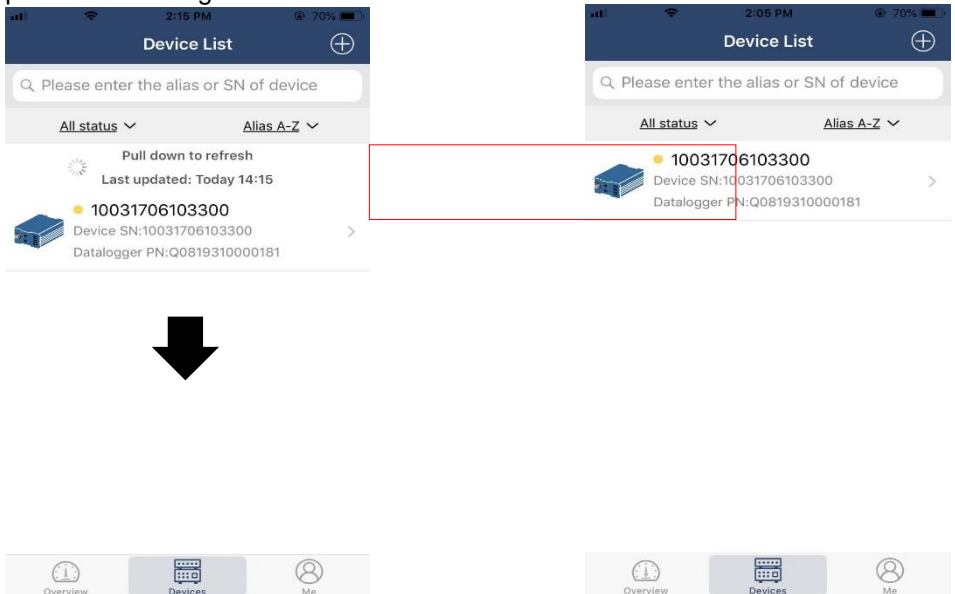 2:15 PM
70%
Device List
Please enter the alias or SN of device
All status
Alias A-Z
Pull down to refresh
Last updated: Today 14:15
10031706103300
Device SN:10031706103300
Datalogger PN:Q0819310000181
Overview
Devices
Me
2:05 PM
70%
Device List
Please enter the alias or SN of device
All status
Alias A-Z
10031706103300
Device SN:10031706103300
Datalogger PN:Q0819310000181
Overview
Devices
Me